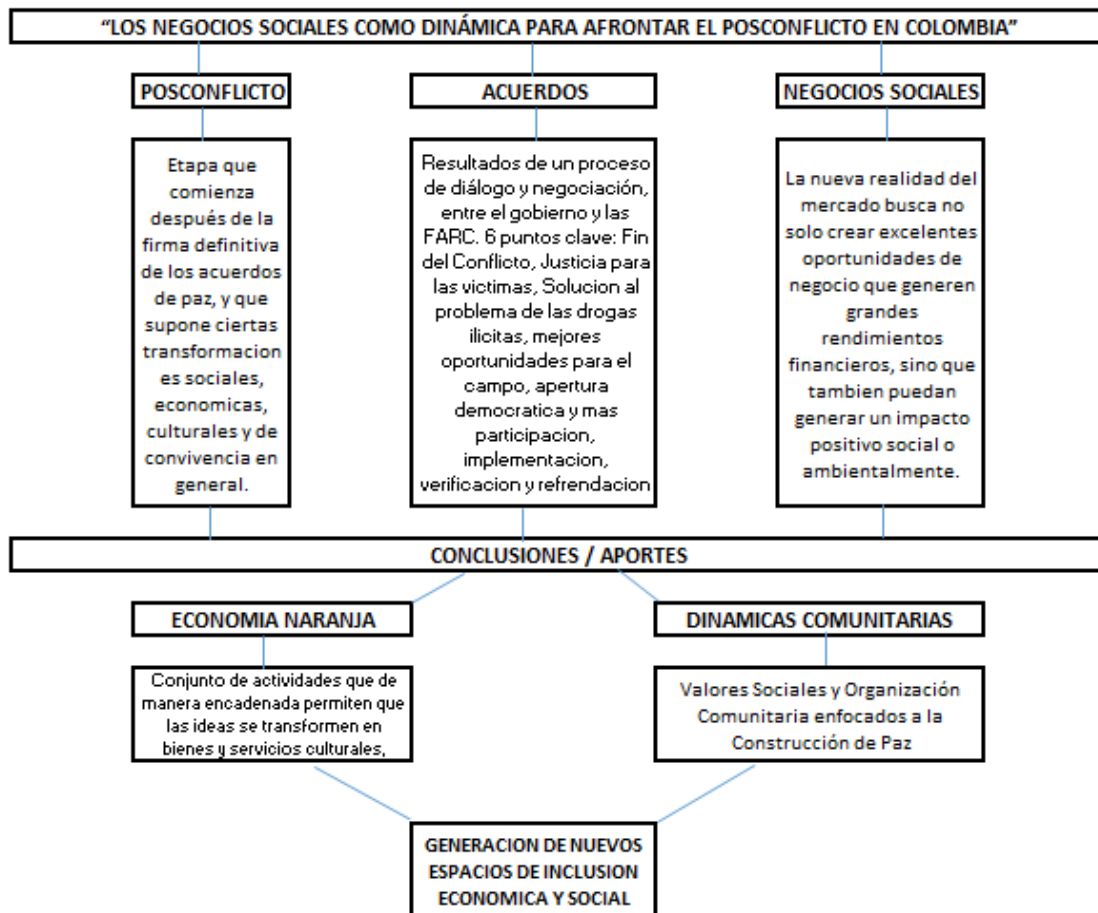 “LOS NEGOCIOS SOCIALES COMO DINÁMICA PARA AFRONTAR EL POSCONFLICTO EN COLOMBIA”
POSCONFLICTO
Etapa que
comienza
después de la
firma definitiva
de los acuerdos
de paz, y que
supone ciertas
transformacion
es sociales,
economicas,
culturales y de
convivencia en
general.
ACUERDOS
Resultados de un proceso
de diálogo y negociación,
entre el gobierno y las
FARC. 6 puntos clave: Fin
del Conflicto, Justicia para
las victimas, Solucion al
problema de las drogas
ilicitas, mejores
oportunidades para el
campo, apertura
democratica y mas
participacion,
implementacion,
verificacion y refrendacion
NEGOCIOS SOCIALES
La nueva realidad del
mercado busca no
solo crear excelentes
oportunidades de
negocio que generen
grandes
rendimientos
financieros, sino que
tambien puedan
generar un impacto
positivo social o
ambientalmente.
CONCLUSIONES / APORTES
ECONOMIA NARANJA
Conjunto de actividades que de
manera encadenada permiten que
las ideas se transformen en
bienes y servicios culturales,
DINAMICAS COMUNITARIAS
Valores Sociales y Organización
Comunitaria enfocados a la
Construcción de Paz
GENERACION DE NUEVOS
ESPACIOS DE INCLUSION
ECONOMICA Y SOCIAL